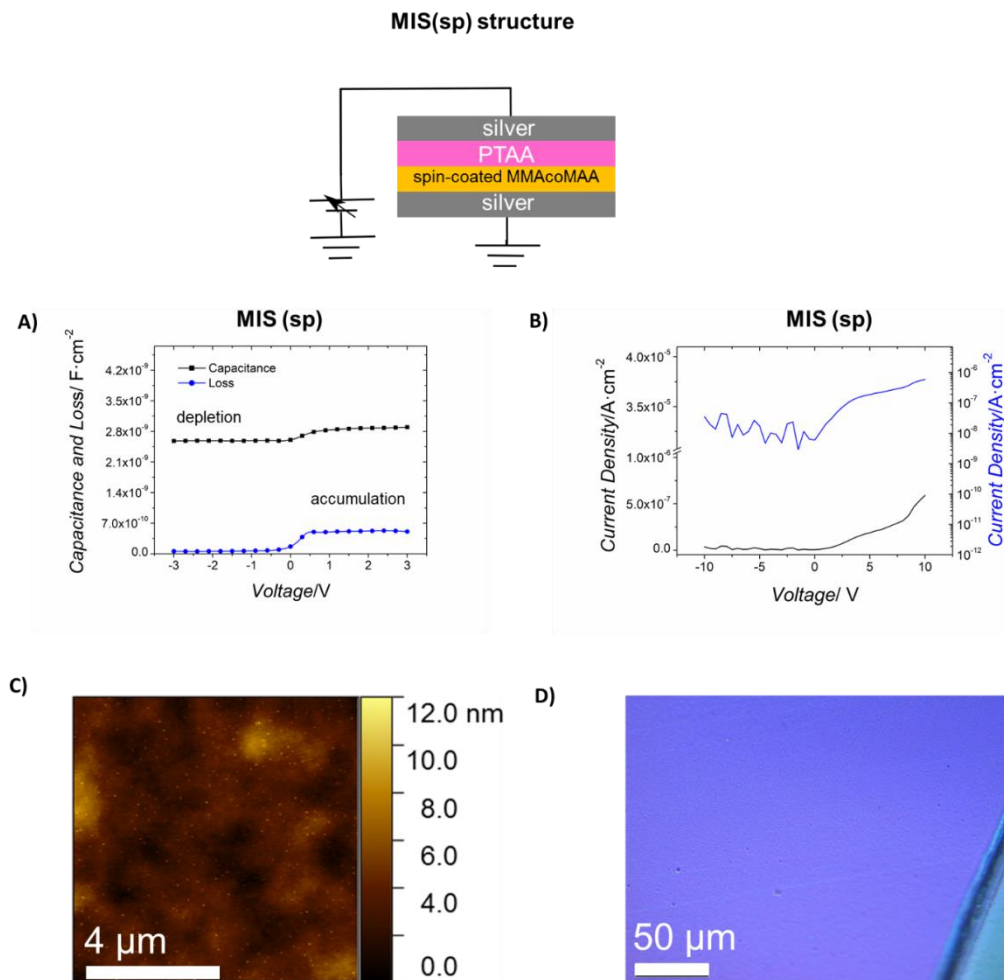 MIS(sp) structure
silver
PTAA
spin-coated MMAcoMAA
silver
A)
MIS (sp)
Capacitance and Loss/ F·cm⁻²
4.2x10⁻⁹
3.5x10⁻⁹
2.8x10⁻⁹
2.1x10⁻⁹
1.4x10⁻⁹
7.0x10⁻¹⁰
0.0
Capacitance
Loss
depletion
accumulation
-3 -2 -1 0 1 2 3
Voltage/V
B)
MIS (sp)
Current Density/A·cm⁻²
4.0x10⁻⁵
3.5x10⁻⁵
1.0x10⁻⁶
5.0x10⁻⁷
0.0
10⁻⁶
10⁻⁷
10⁻⁸
10⁻⁹
10⁻¹⁰
10⁻¹¹
10⁻¹²
Current Density/A·cm⁻²
-10 -5 0 5 10
Voltage/ V
C)
12.0 nm
10.0
8.0
6.0
4.0
0.0
4 µm
D)
50 µm